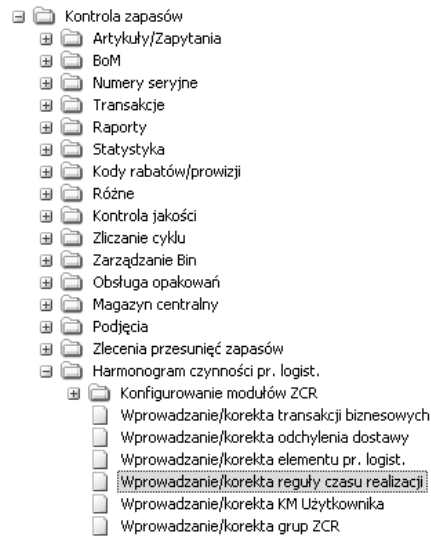 Kontrola zapasów
Artykuły/Zapytania
BoM
Numery seryjne
Transakcje
Raporty
Statystyka
Kody rabatów/prowizji
Różne
Kontrola jakości
Zliczanie cyklu
Zarządzanie Bin
Obsługa opakowań
Magazyn centralny
Podjęcia
Zlecenia przesunięć zapasów
Harmonogram czynności pr. logist.
Konfigurowanie modułów ZCR
Wprowadzanie/korekta transakcji biznesowych
Wprowadzanie/korekta odchylenia dostawy
Wprowadzanie/korekta elementu pr. logist.
Wprowadzanie/korekta reguły czasu realizacji
Wprowadzanie/korekta KM Użytkownika
Wprowadzanie/korekta grup ZCR